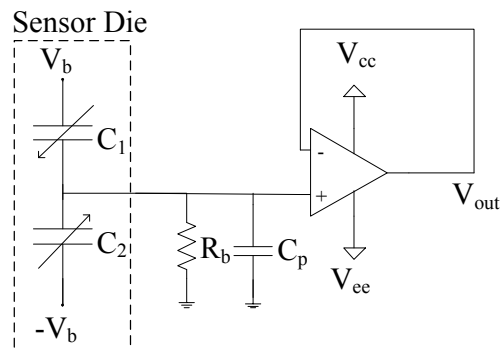 Sensor Die
V_b
C_1
C_2
-V_b
R_b
C_p
-
+
V_cc
V_ee
V_out